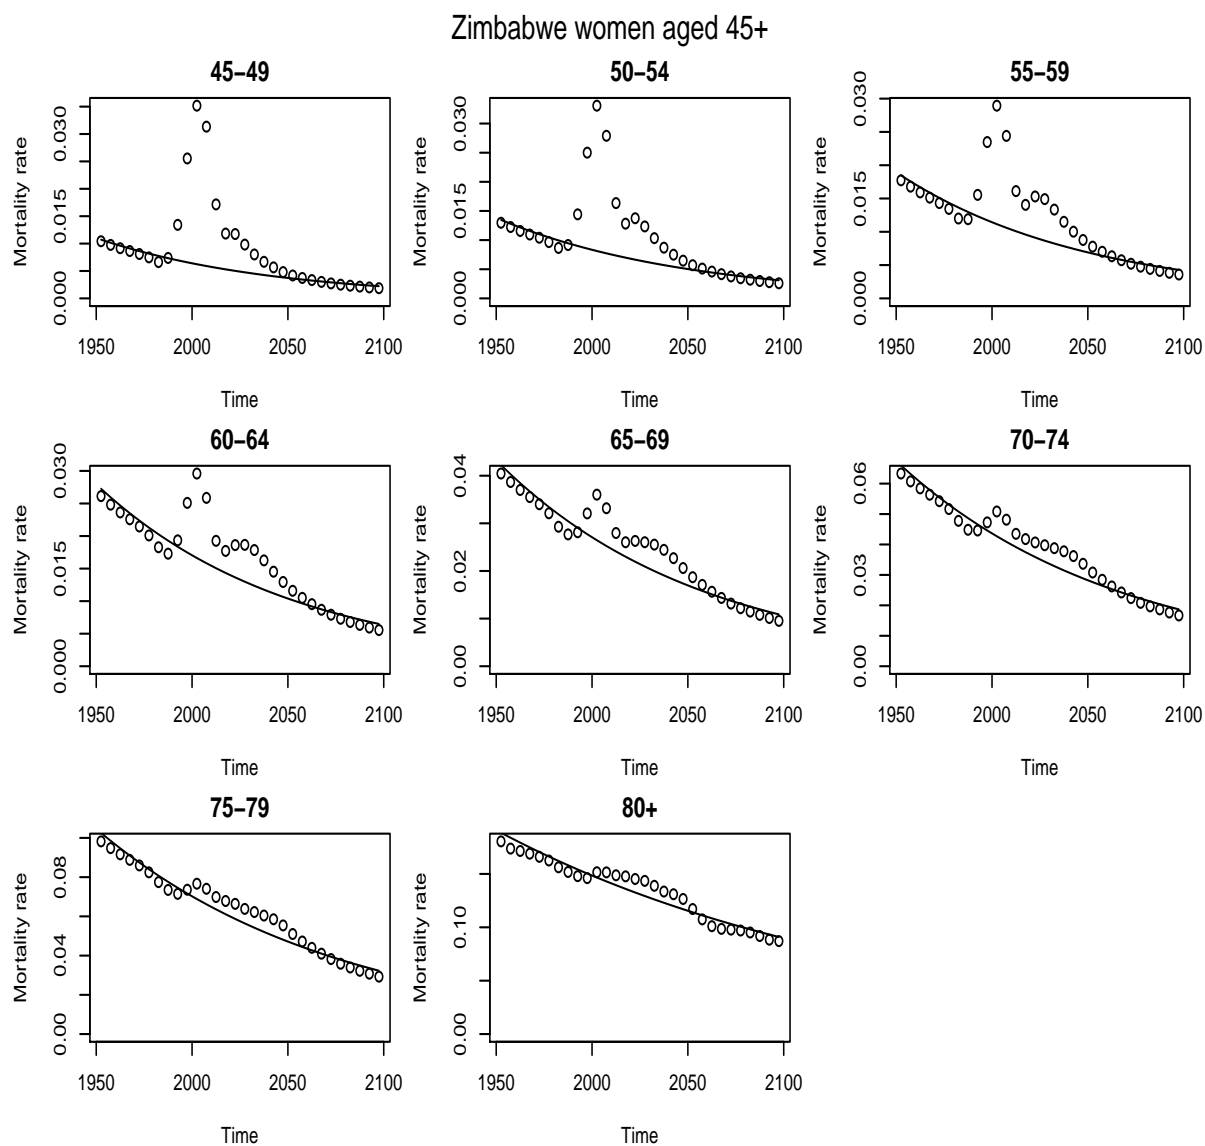 Zimbabwe women aged 45+
45−49
50−54
55−59
Mortality rate
0.000 0.015 0.030
1950 2000 2050 2100
Time
Mortality rate
0.000 0.015 0.030
1950 2000 2050 2100
Time
Mortality rate
0.000 0.015 0.030
1950 2000 2050 2100
Time
60−64
65−69
70−74
Mortality rate
0.000 0.015 0.030
1950 2000 2050 2100
Time
Mortality rate
0.00 0.02 0.04
1950 2000 2050 2100
Time
Mortality rate
0.00 0.03 0.06
1950 2000 2050 2100
Time
75−79
80+
Mortality rate
0.00 0.04 0.08
1950 2000 2050 2100
Time
Mortality rate
0.00 0.10
1950 2000 2050 2100
Time